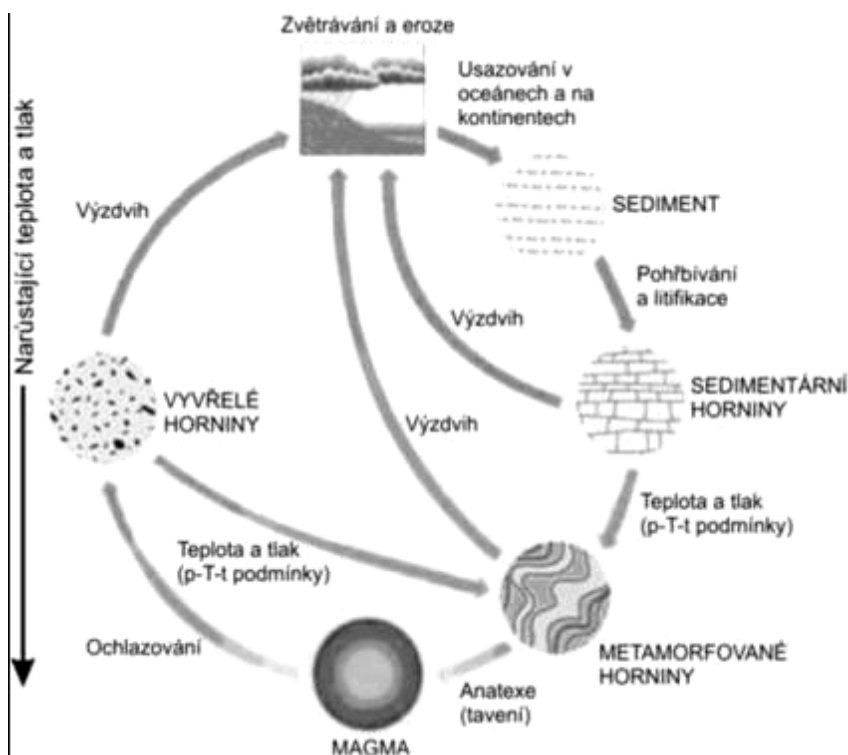 Zvětrávání a eroze
Usazování v
oceánech a na
kontinentech
SEDIMENT
Pohřbívání
a litifikace
SEDIMENTÁRNÍ
HORNINY
Teplota a tlak
(p-T-t podmínky)
METAMORFOVANÉ
HORNINY
Anatexe
(tavení)
MAGMA
Ochlazování
VYVŘELÉ
HORNINY
Výzdvih
Výzdvih
Výzdvih
Teplota a tlak
(p-T-t podmínky)
Narůstající teplota a tlak